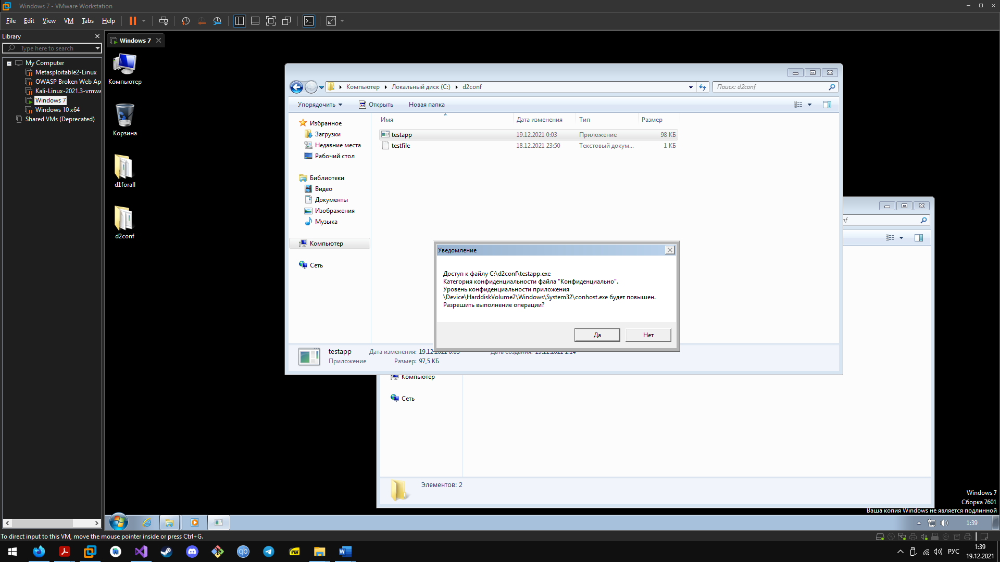 Windows 7 - VMware Workstation
File Edit View VM Tabs Help
Library
Type here to search
My Computer
Metasploitable2-Linux
OWASP Broken Web Ap
Kali-Linux-2021.3-vmwa
Windows 7
Windows 10 x64
Shared VMs (Deprecated)
Windows 7
Компьютер
Корзина
d1forall
d2conf
Компьютер Локальный диск (C:) d2conf
Поиск: d2conf
Упорядочить Открыть Новая папка
Имя Дата изменения Тип Размер
testapp 19.12.2021 0:03 Приложение 98 КБ
testfile 18.12.2021 23:50 Текстовый докум... 1 КБ
Избранное
Загрузки
Недавние места
Рабочий стол
Библиотеки
Видео
Документы
Изображения
Музыка
Компьютер
Сеть
Уведомление
Доступ к файлу C:\d2conf\testapp.exe
Категория конфиденциальности файла "Конфиденциально".
Уровень конфиденциальности приложения
\Device\HarddiskVolume2\Windows\System32\conhost.exe будет повышен.
Разрешить выполнение операции?
Да Нет
testapp Дата изменения: 19.12.2021 0:03 Дата создания: 19.12.2021 1:14
Приложение Размер: 97,5 КБ
Компьютер
Сеть
Элементов: 2
Windows 7
Сборка 7601
Ваша копия Windows не является подлинной
1:39
To direct input to this VM, move the mouse pointer inside or press Ctrl+G.
PDF
РУС
1:39
19.12.2021